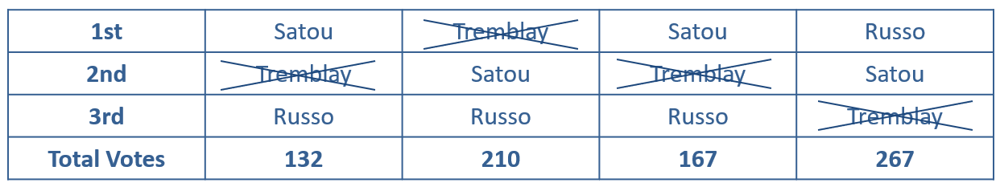 1st Satou Tremblay Satou Russo
2nd Tremblay Satou Tremblay Satou
3rd Russo Russo Russo Tremblay
Total Votes 132 210 167 267